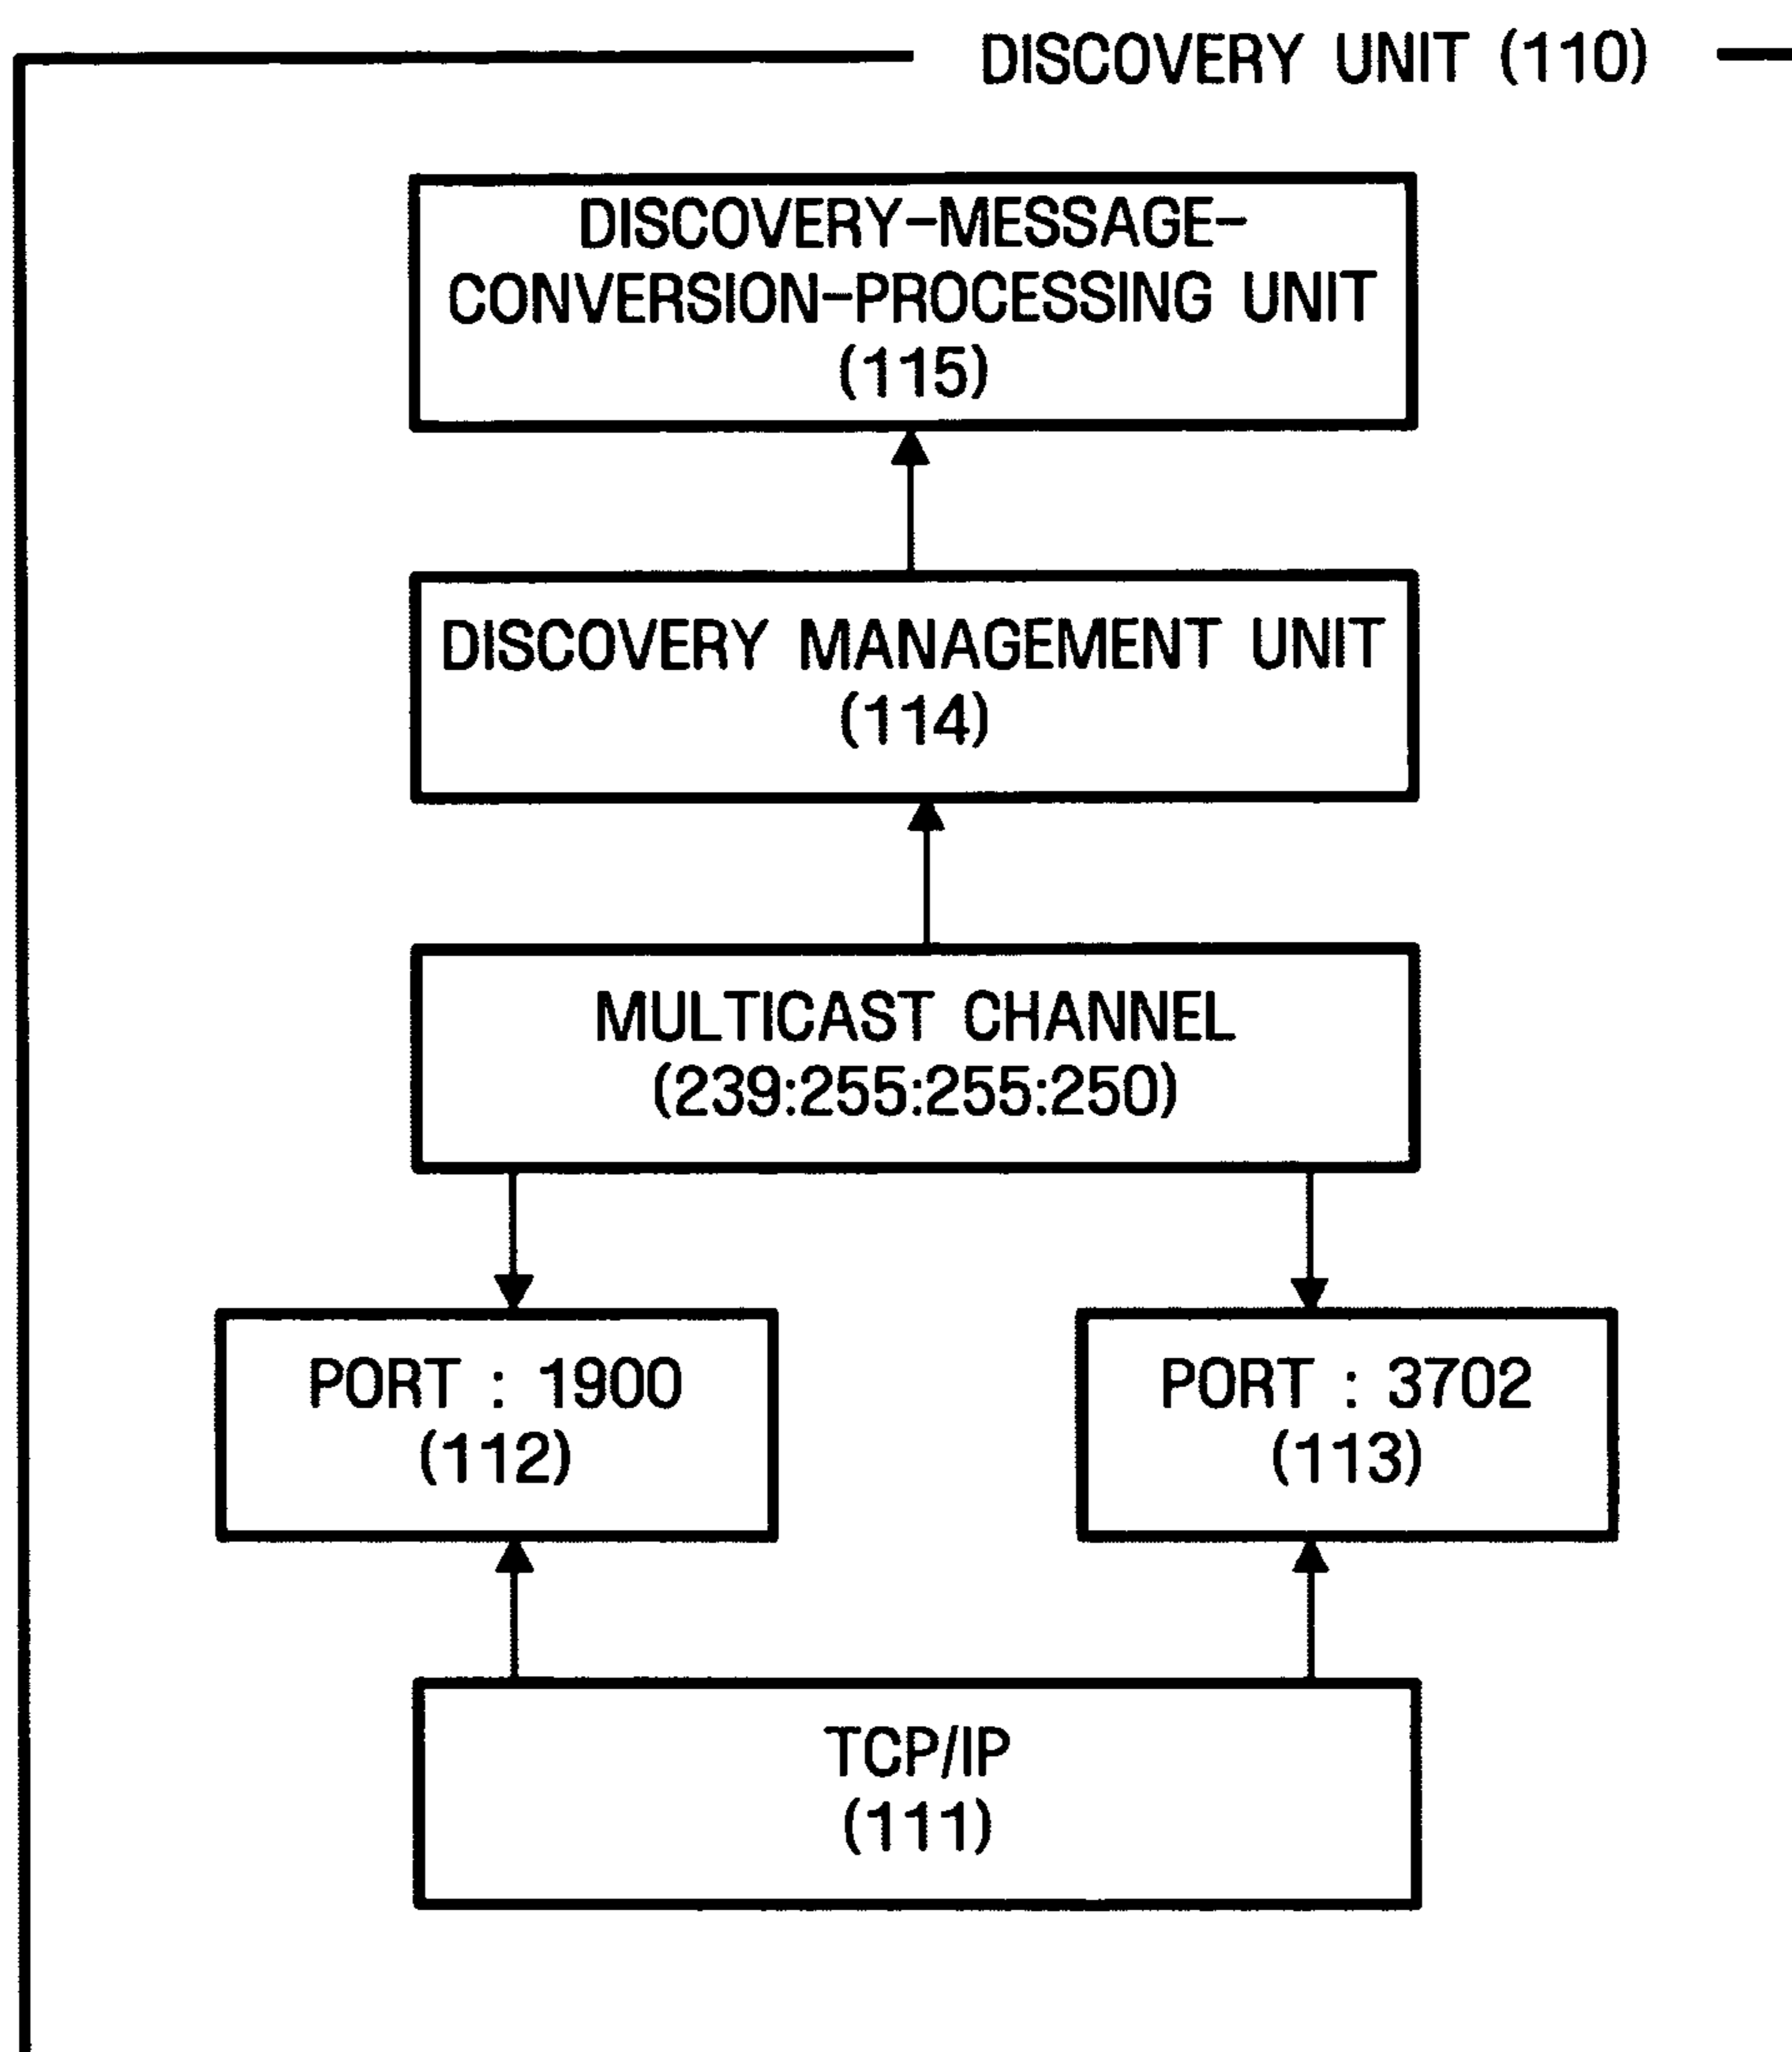 DISCOVERY UNIT (110)
DISCOVERY-MESSAGE-
CONVERSION-PROCESSING UNIT
(115)
DISCOVERY MANAGEMENT UNIT
(114)
MULTICAST CHANNEL
(239:255:255:250)
PORT : 1900
(112)
PORT : 3702
(113)
TCP/IP
(111)